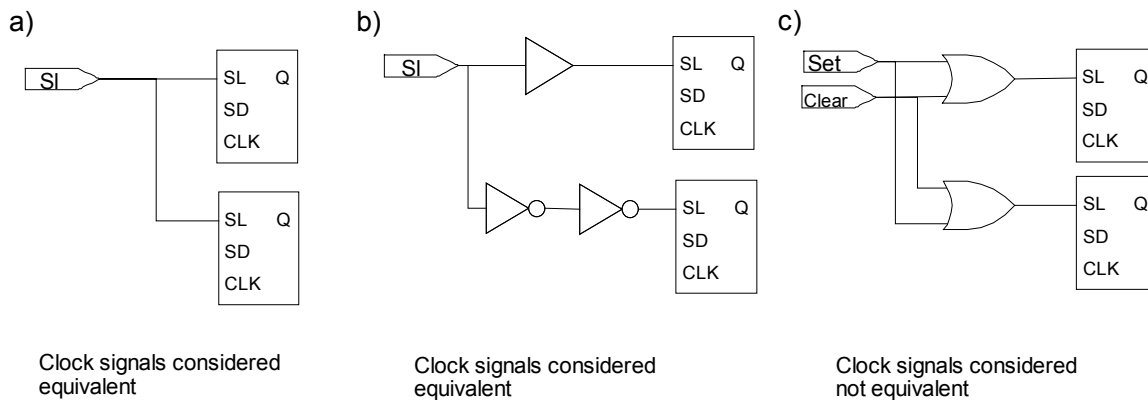 a)
SI
SL Q
SD
CLK
SL Q
SD
CLK
Clock signals considered
equivalent
b)
SI
SL Q
SD
CLK
SL Q
SD
CLK
Clock signals considered
equivalent
c)
Set
Clear
SL Q
SD
CLK
SL Q
SD
CLK
Clock signals considered
not equivalent